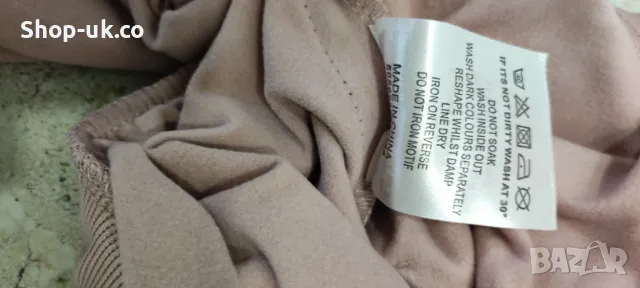 Shop-uk.co
IF IT'S NOT DIRTY WASH AT 30°
DO NOT SOAK
WASH INSIDE OUT
WASH DARK COLOURS SEPARATELY
RESHAPE WHILST DAMP
LINE DRY
IRON ON REVERSE
DO NOT IRON MOTIF
MADE IN CHINA
bazar